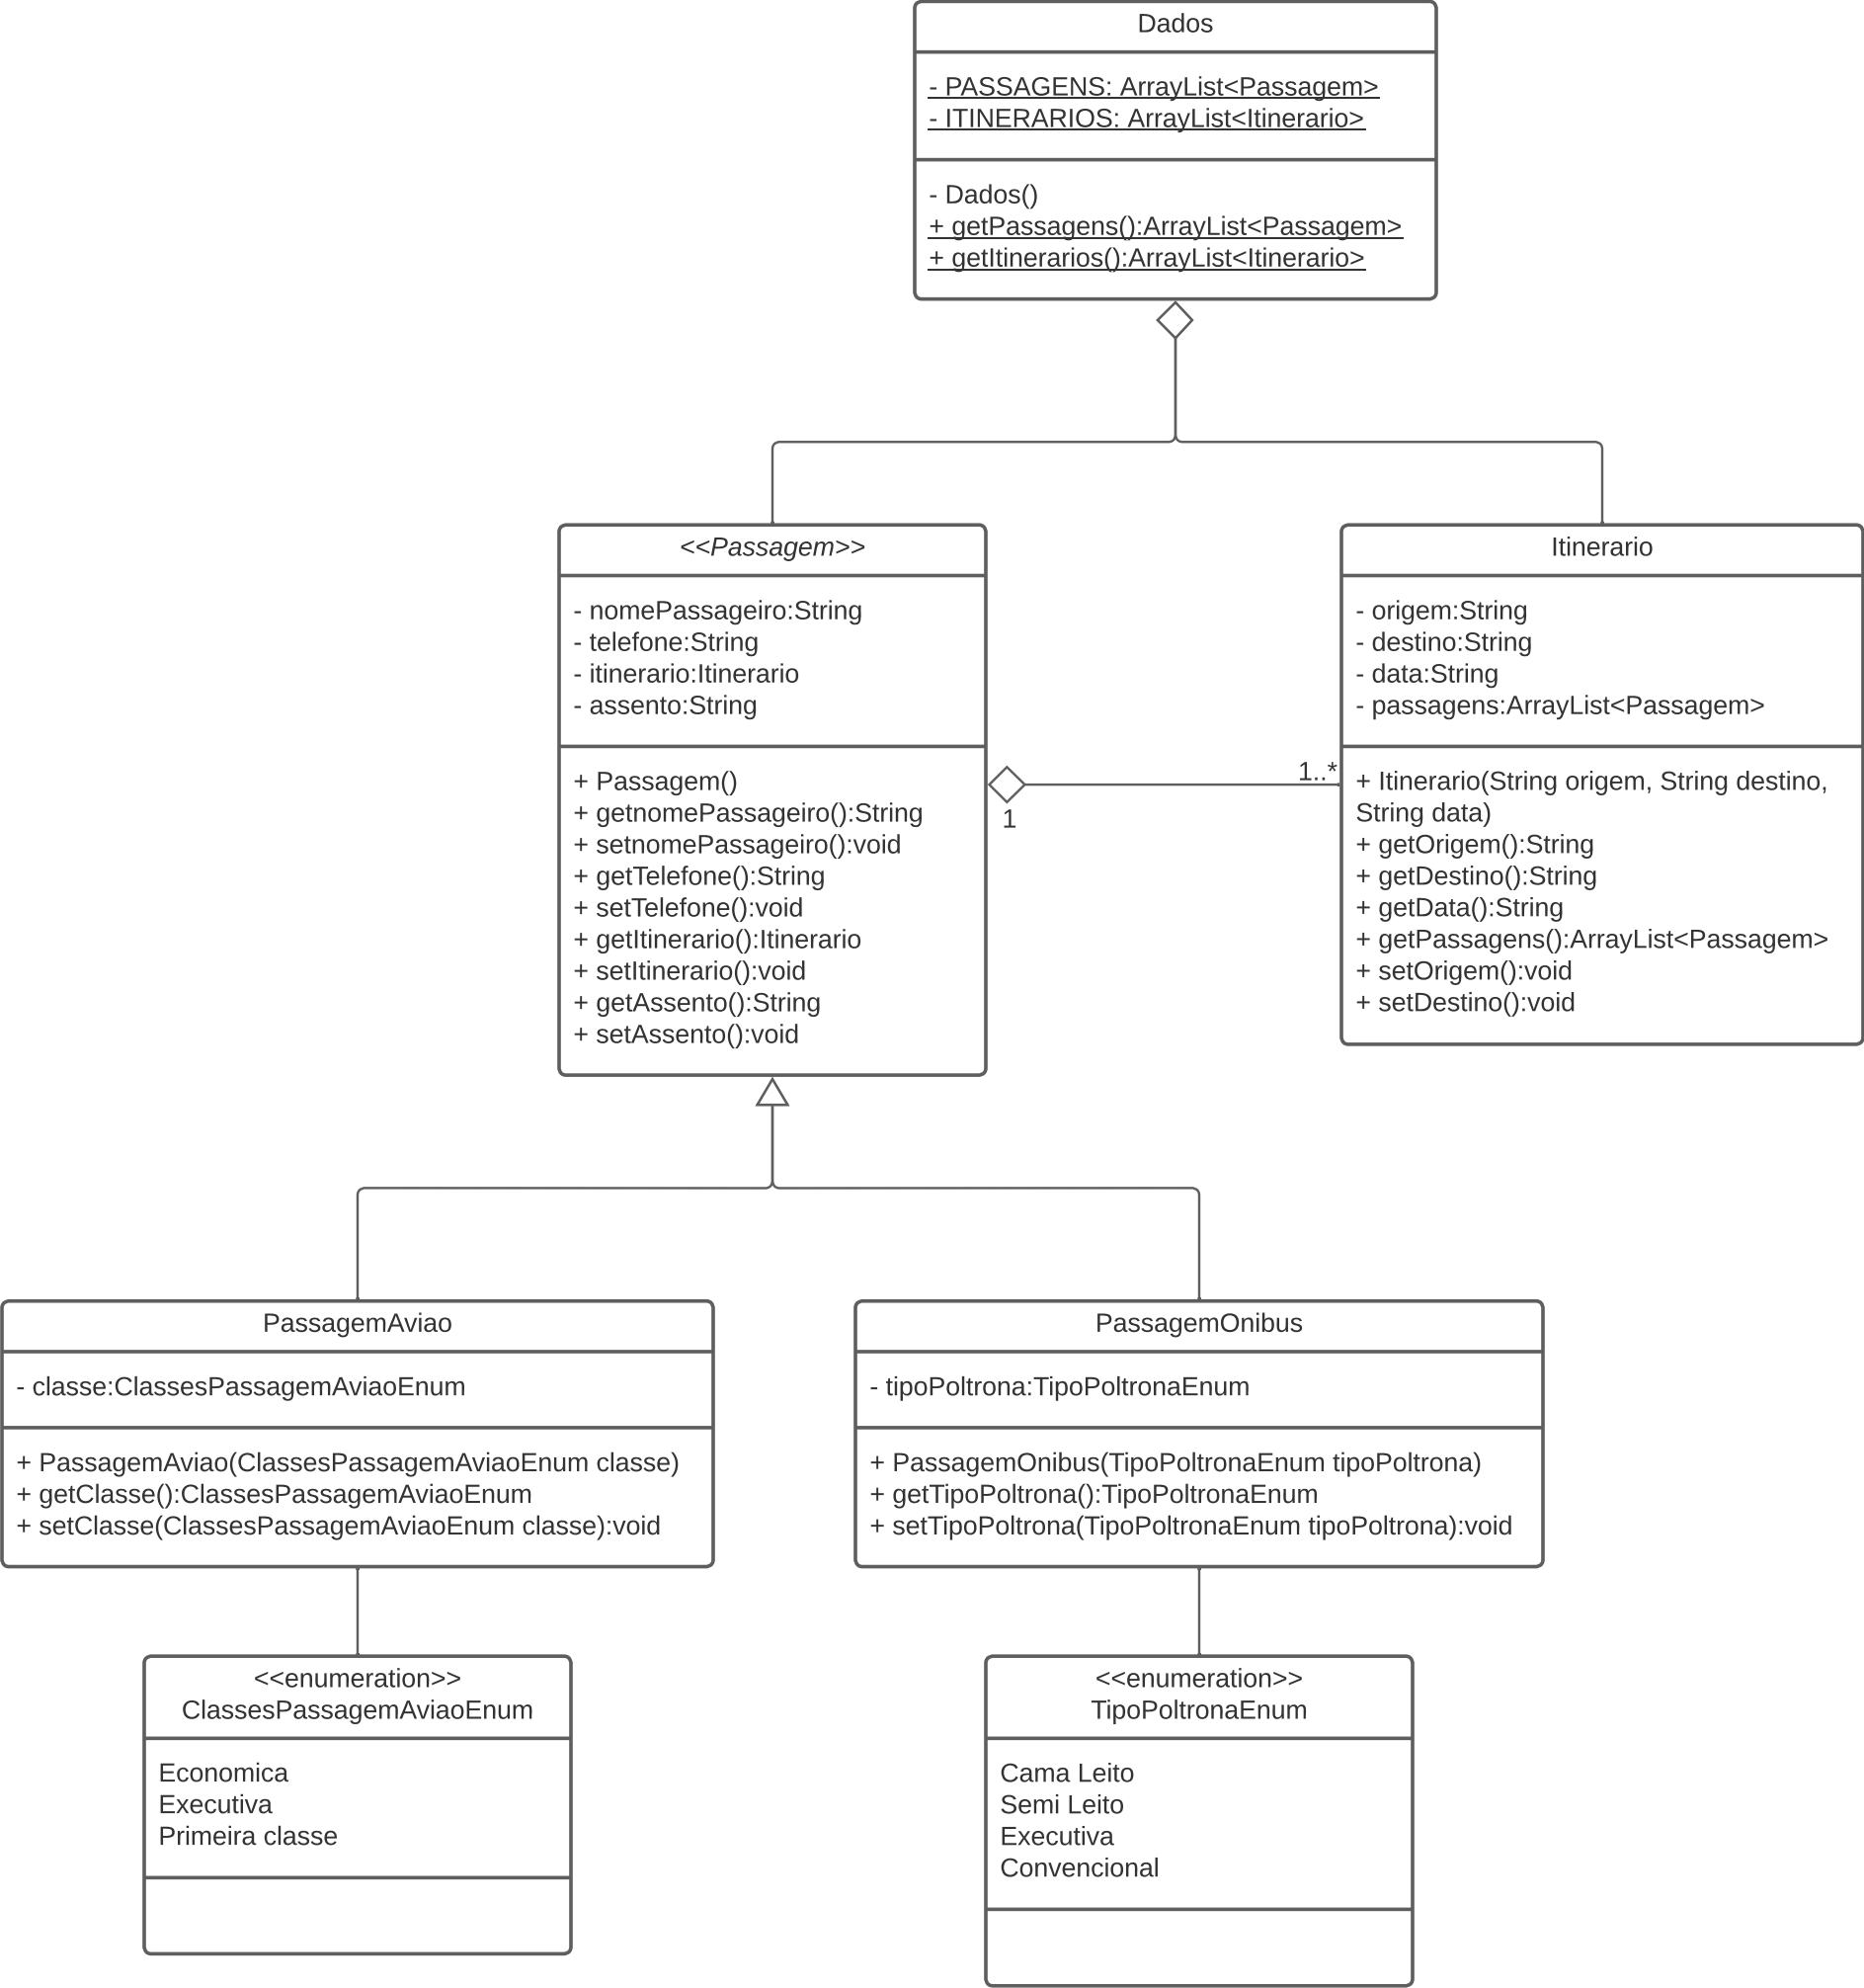 Dados
- PASSAGENS: ArrayList<Passagem>
- ITINERARIOS: ArrayList<Itinerario>
- Dados()
+ getPassagens():ArrayList<Passagem>
+ getItinerarios():ArrayList<Itinerario>
<<Passagem>>
- nomePassageiro:String
- telefone:String
- itinerario:Itinerario
- assento:String
+ Passagem()
+ getnomePassageiro():String
+ setnomePassageiro():void
+ getTelefone():String
+ setTelefone():void
+ getItinerario():Itinerario
+ setItinerario():void
+ getAssento():String
+ setAssento():void
1
1..*
Itinerario
- origem:String
- destino:String
- data:String
- passagens:ArrayList<Passagem>
+ Itinerario(String origem, String destino,
String data)
+ getOrigem():String
+ getDestino():String
+ getData():String
+ getPassagens():ArrayList<Passagem>
+ setOrigem():void
+ setDestino():void
PassagemAviao
- classe:ClassesPassagemAviaoEnum
+ PassagemAviao(ClassesPassagemAviaoEnum classe)
+ getClasse():ClassesPassagemAviaoEnum
+ setClasse(ClassesPassagemAviaoEnum classe):void
PassagemOnibus
- tipoPoltrona:TipoPoltronaEnum
+ PassagemOnibus(TipoPoltronaEnum tipoPoltrona)
+ getTipoPoltrona():TipoPoltronaEnum
+ setTipoPoltrona(TipoPoltronaEnum tipoPoltrona):void
<<enumeration>>
ClassesPassagemAviaoEnum
Economica
Executiva
Primeira classe
<<enumeration>>
TipoPoltronaEnum
Cama Leito
Semi Leito
Executiva
Convencional